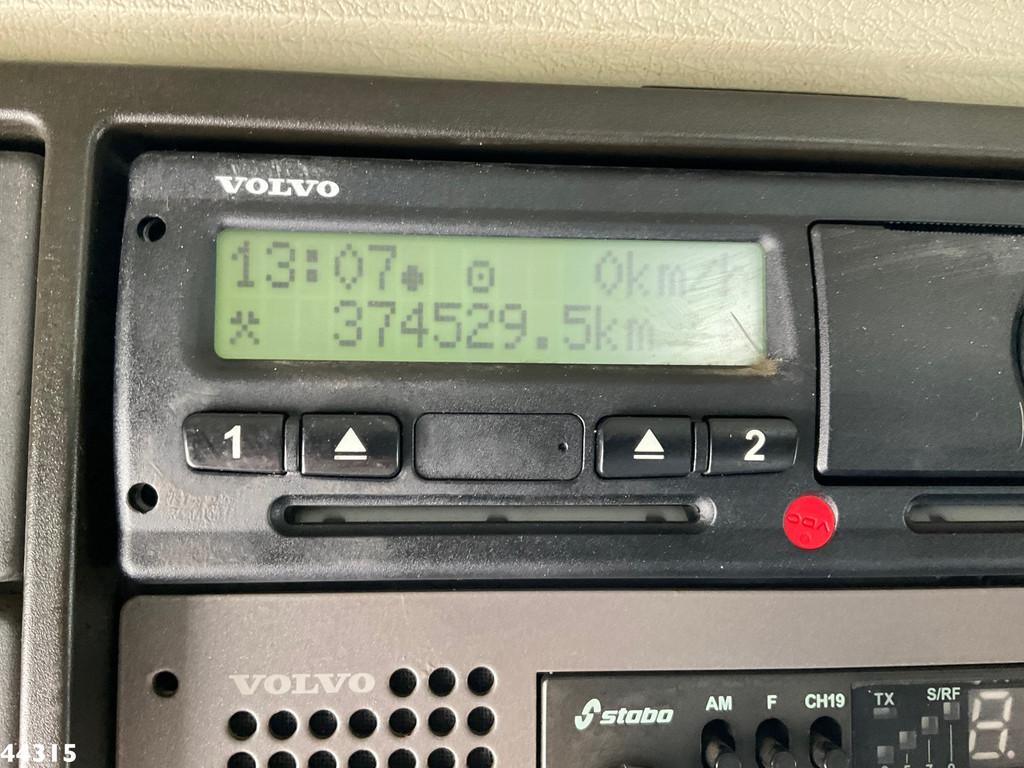 VOLVO
13:07 0km/h
374529.5km
1 2
VDO
VOLVO
stabo AM F CH19 TX S/RF
44315